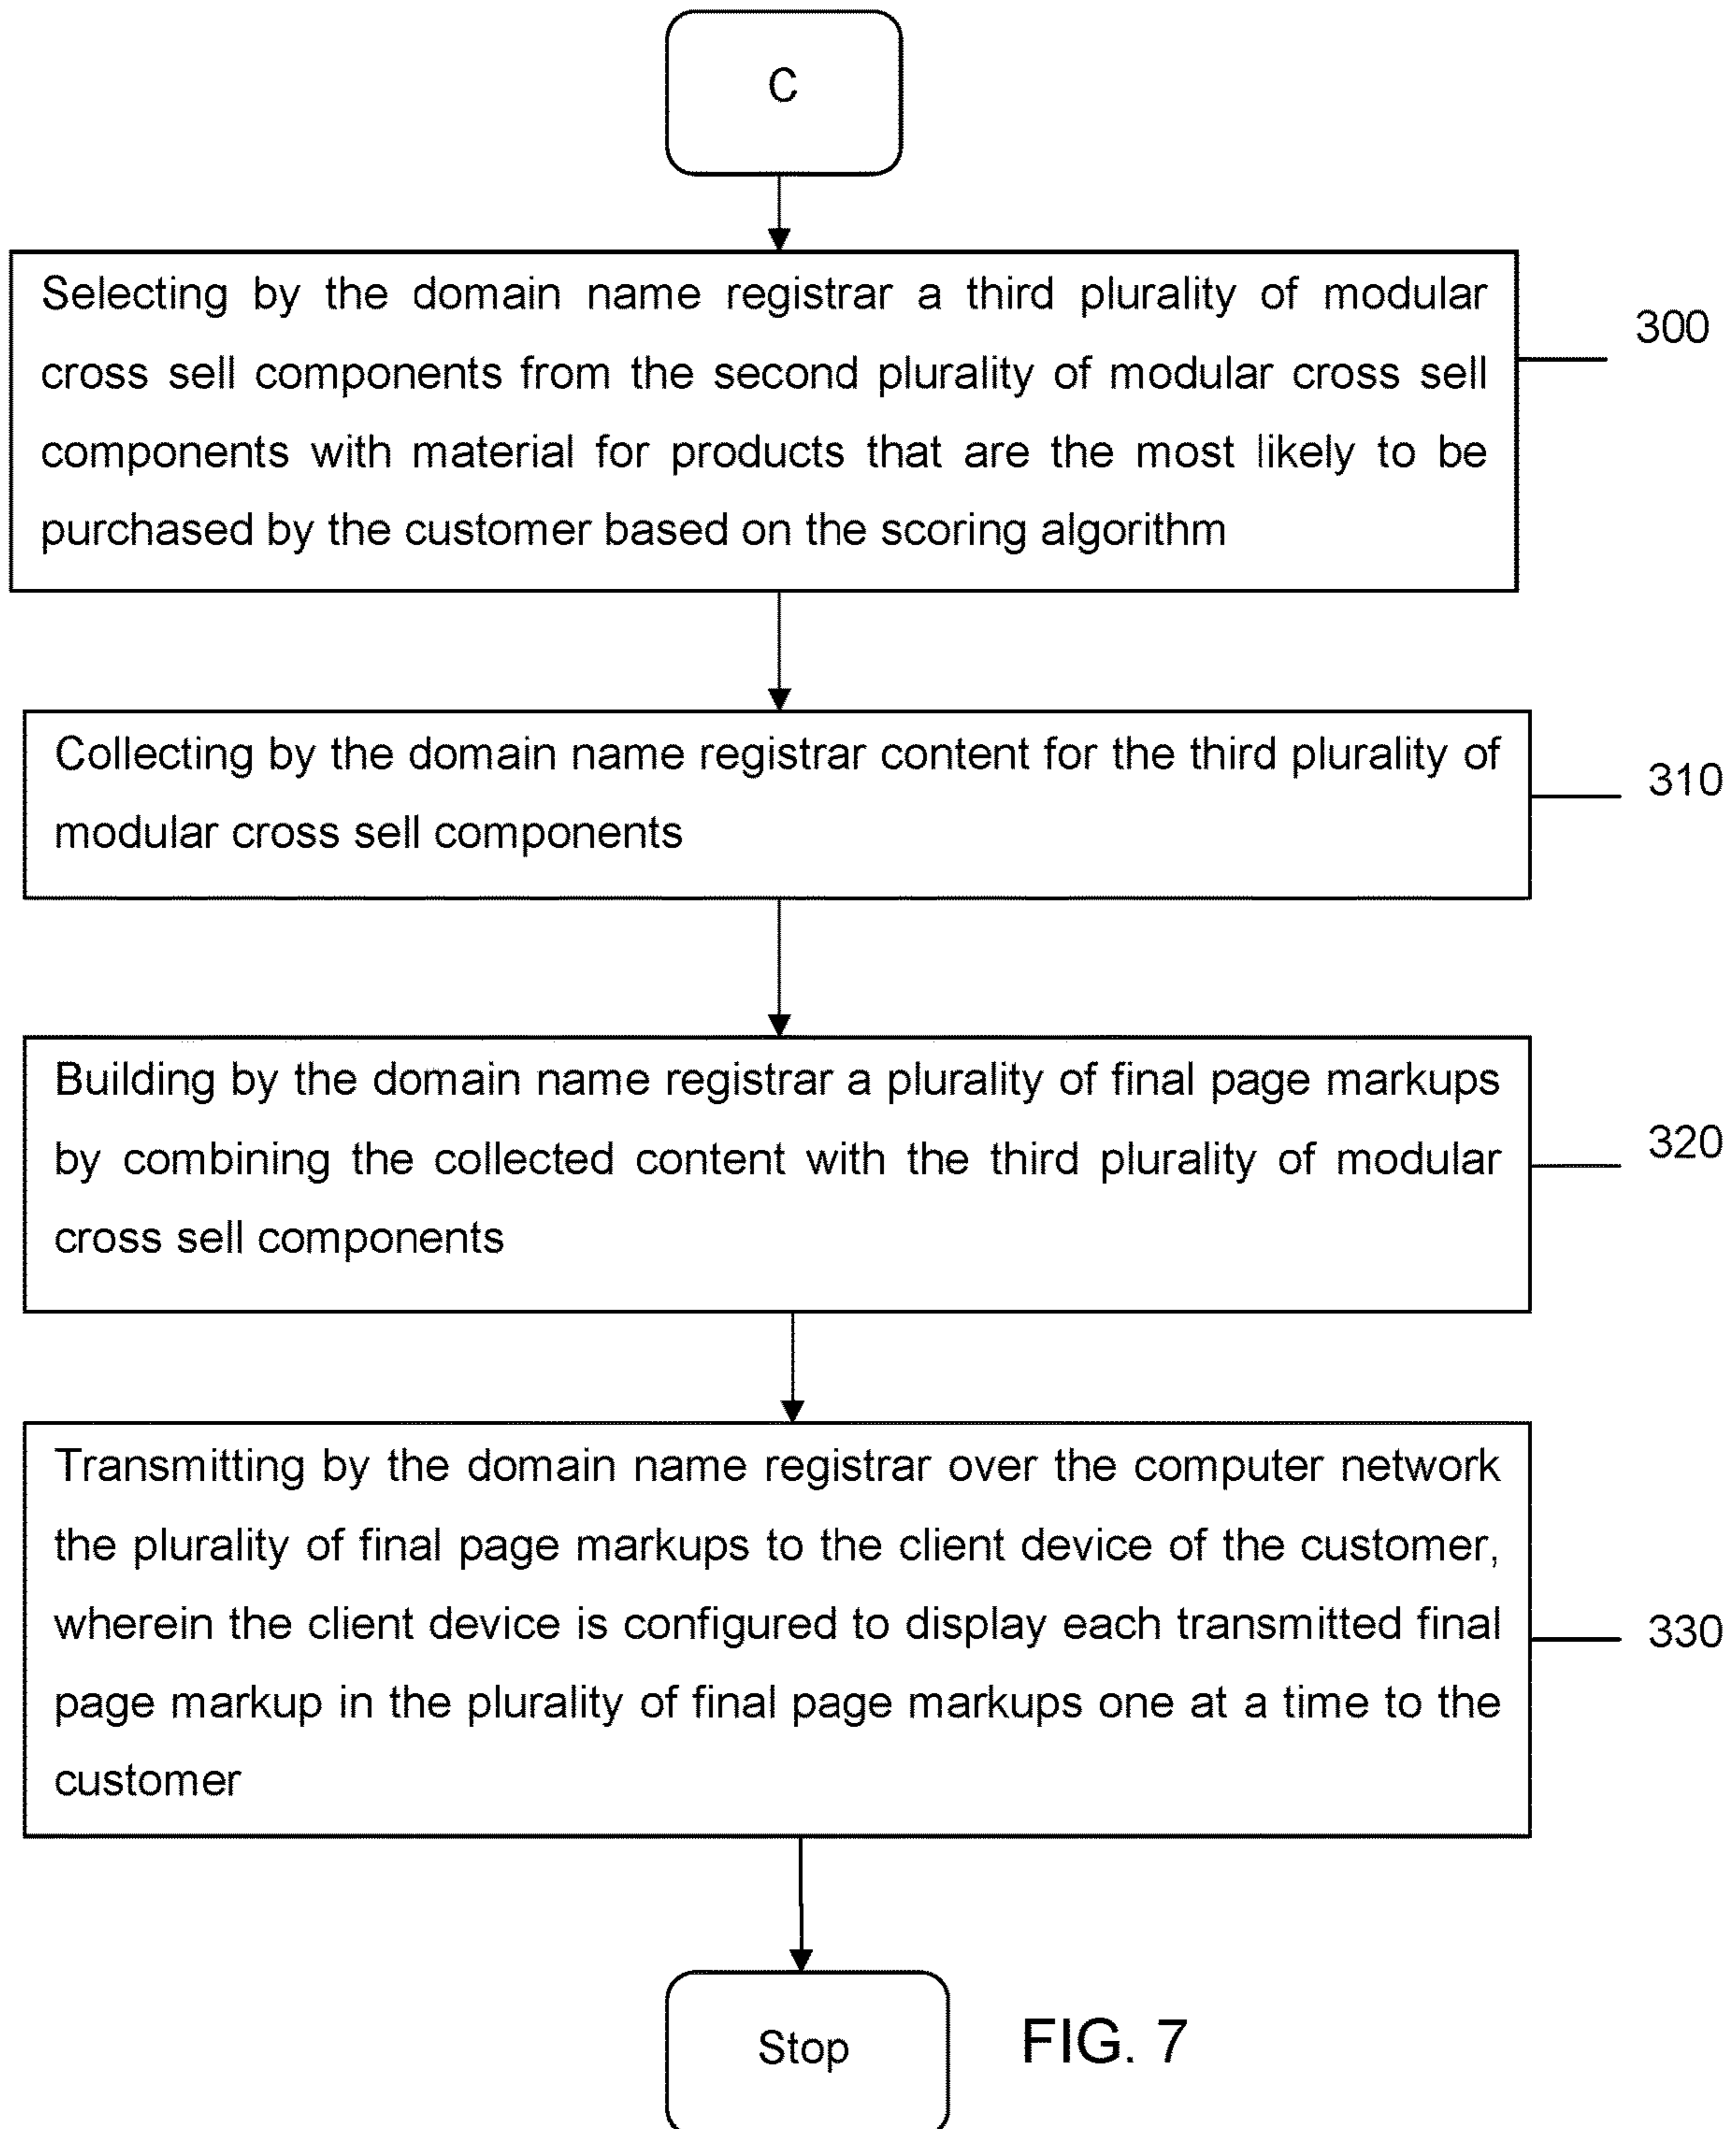 C
Selecting by the domain name registrar a third plurality of modular
cross sell components from the second plurality of modular cross sell
components with material for products that are the most likely to be
purchased by the customer based on the scoring algorithm
300
Collecting by the domain name registrar content for the third plurality of
modular cross sell components
310
Building by the domain name registrar a plurality of final page markups
by combining the collected content with the third plurality of modular
cross sell components
320
Transmitting by the domain name registrar over the computer network
the plurality of final page markups to the client device of the customer,
wherein the client device is configured to display each transmitted final
page markup in the plurality of final page markups one at a time to the
customer
330
Stop
FIG. 7